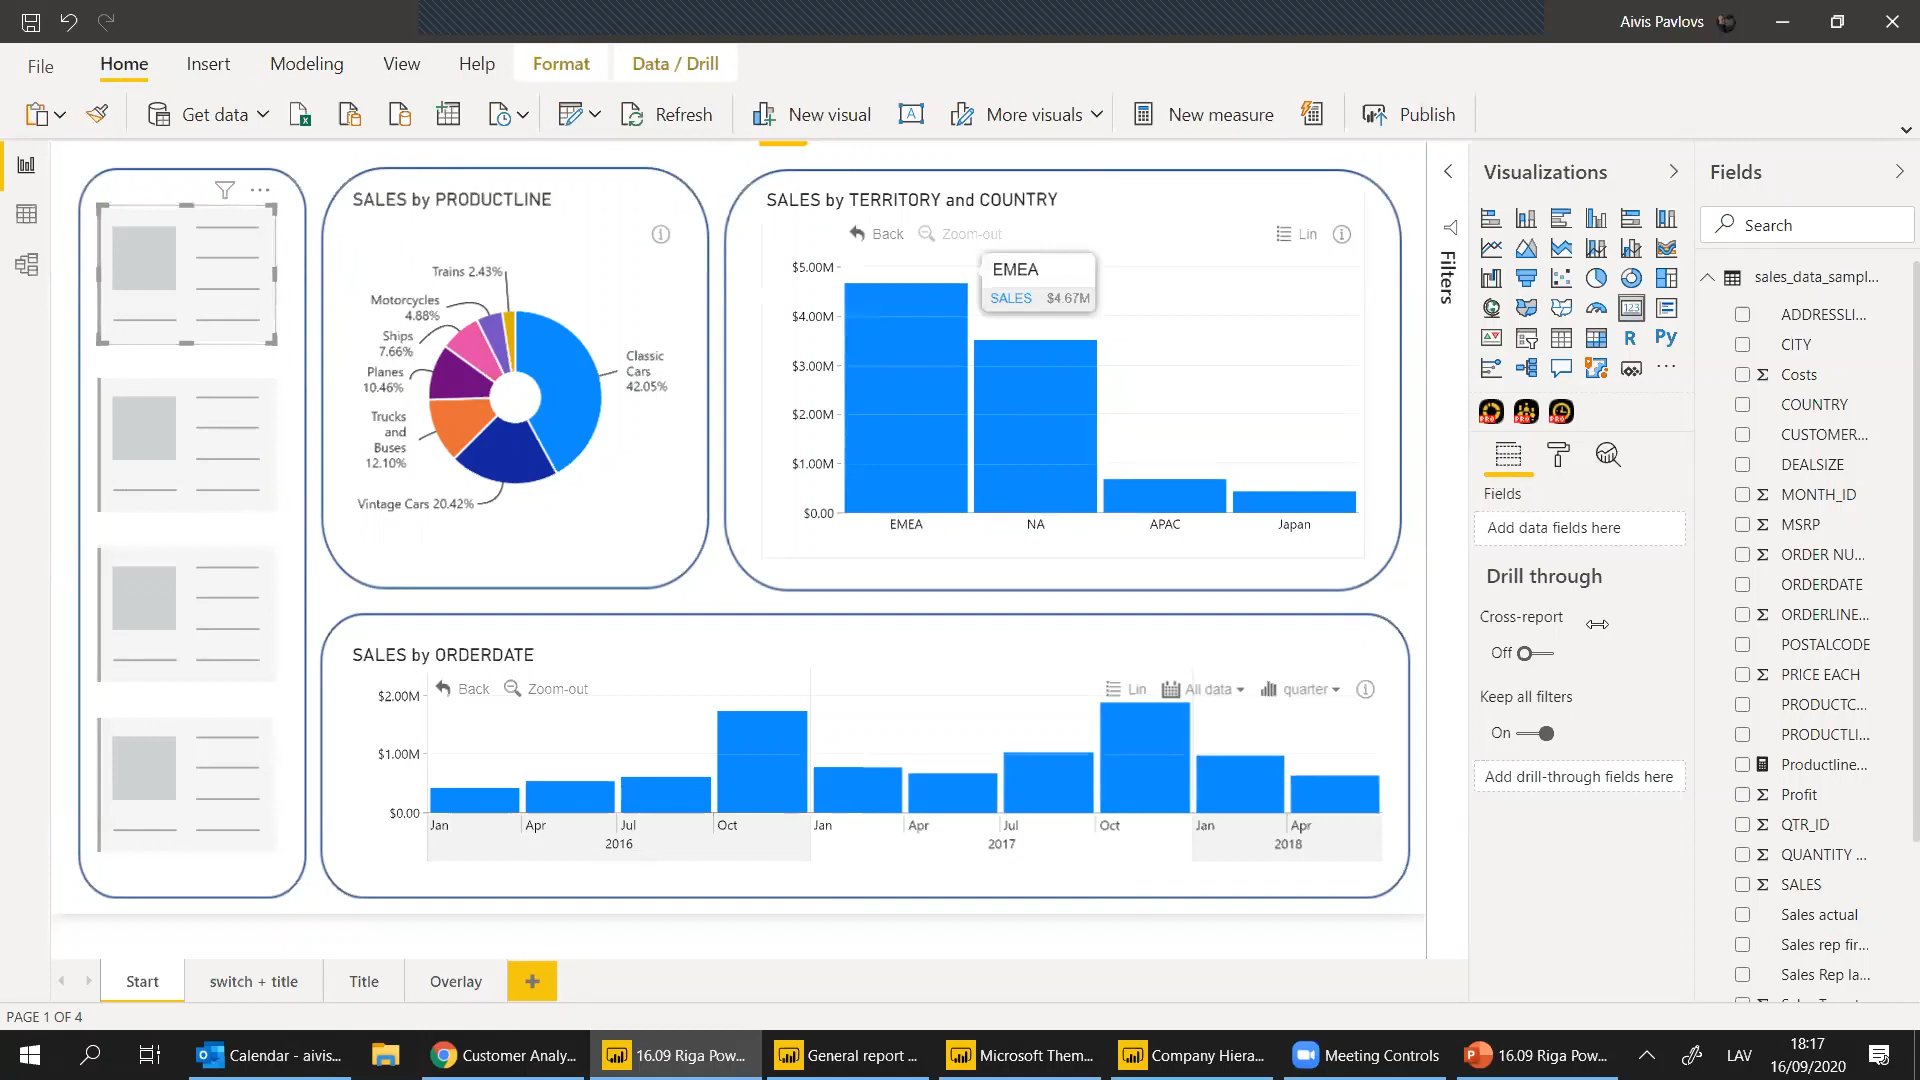 Aivis Pavlovs
File Home Insert Modeling View Help Format Data / Drill
Get data Refresh New visual A More visuals New measure Publish
SALES by PRODUCTLINE
Trains 2.43%
Motorcycles
4.88%
Ships
7.66%
Planes
10.46%
Trucks
and
Buses
12.10%
Vintage Cars 20.42%
Classic
Cars
42.05%
SALES by TERRITORY and COUNTRY
Back Zoom-out Lin
EMEA
SALES $4.67M
$5.00M
$4.00M
$3.00M
$2.00M
$1.00M
$0.00
EMEA NA APAC Japan
SALES by ORDERDATE
Back Zoom-out Lin All data quarter
$2.00M
$1.00M
$0.00
Jan Apr Jul Oct Jan Apr Jul Oct Jan Apr
2016 2017 2018
Filters
Visualizations
123
R Py
PRO PRO PRO
Fields
Add data fields here
Drill through
Cross-report
Off
Keep all filters
On
Add drill-through fields here
Fields
Search
sales_data_sampl...
ADDRESSLI...
CITY
Costs
COUNTRY
CUSTOMER...
DEALSIZE
MONTH_ID
MSRP
ORDER NU...
ORDERDATE
ORDERLINE...
POSTALCODE
PRICE EACH
PRODUCTC...
PRODUCTLI...
Productline...
Profit
QTR_ID
QUANTITY ...
SALES
Sales actual
Sales rep fir...
Sales Rep la...
Start switch + title Title Overlay
PAGE 1 OF 4
Calendar - aivis... Customer Analy... 16.09 Riga Pow... General report ... Microsoft Them... Company Hiera... Meeting Controls 16.09 Riga Pow... LAV
18:17
16/09/2020